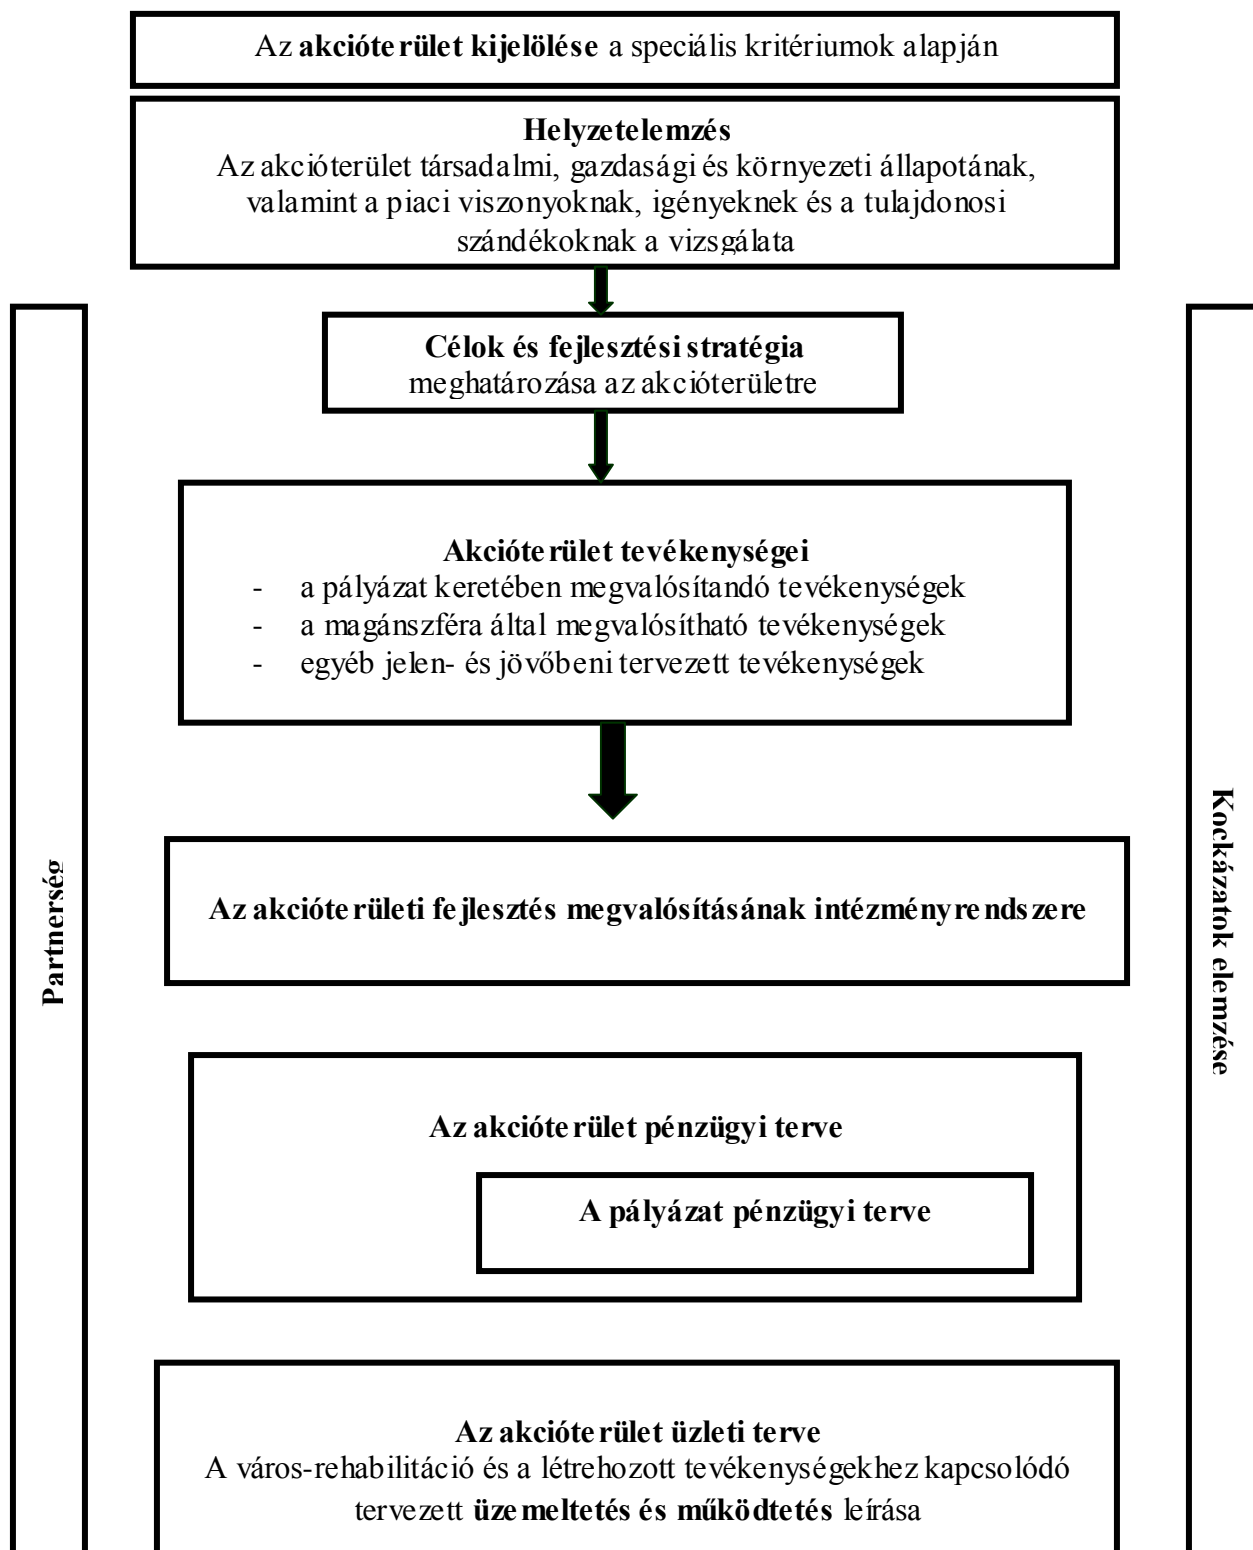 Az akcióterület kijelölése a speciális kritériumok alapján
Helyzetelemzés
Az akcióterület társadalmi, gazdasági és környezeti állapotának,
valamint a piaci viszonyoknak, igényeknek és a tulajdonosi
szándékoknak a vizsgálata
Célok és fejlesztési stratégia
meghatározása az akcióterületre
Akcióterület tevékenységei
- a pályázat keretében megvalósítandó tevékenységek
- a magánszféra által megvalósítható tevékenységek
- egyéb jelen- és jövőbeni tervezett tevékenységek
Partnerség
Kockázatok elemzése
Az akcióterületi fejlesztés megvalósításának intézményrendszere
Az akcióterület pénzügyi terve
A pályázat pénzügyi terve
Az akcióterület üzleti terve
A város-rehabilitáció és a létrehozott tevékenységekhez kapcsolódó
tervezett üzemeltetés és működtetés leírása